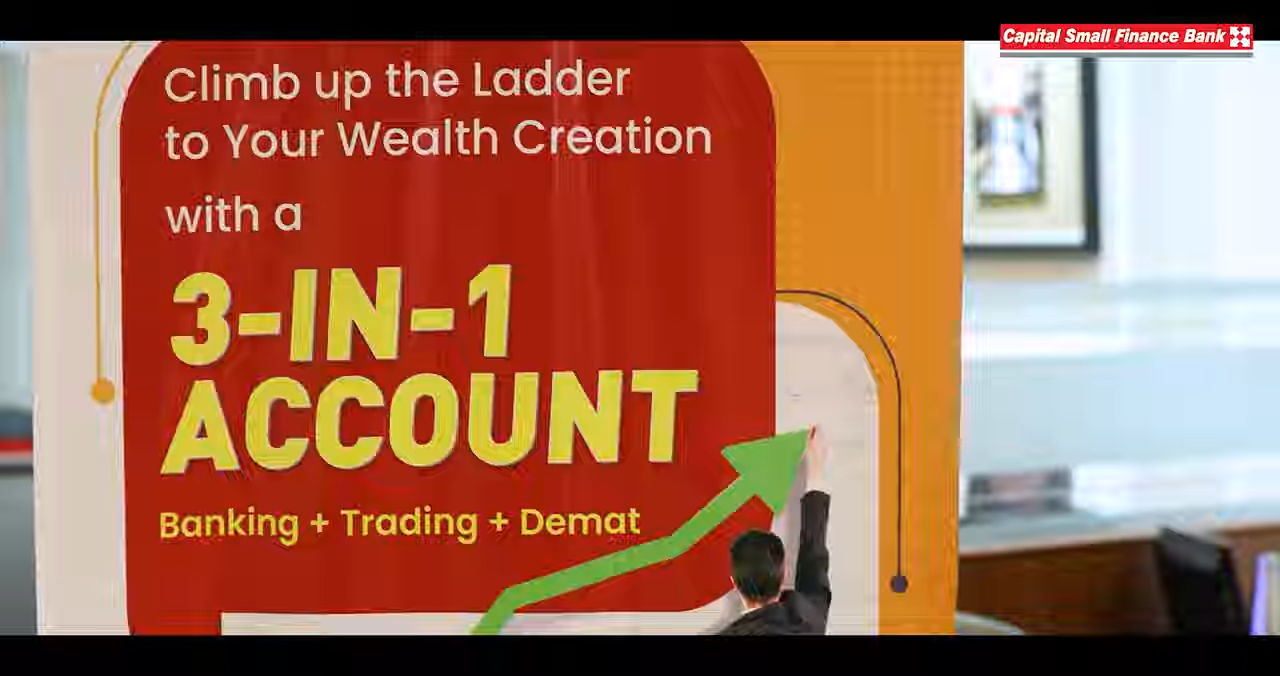 Capital Small Finance Bank
Climb up the Ladder
to Your Wealth Creation
with a
3-IN-1
ACCOUNT
Banking + Trading + Demat